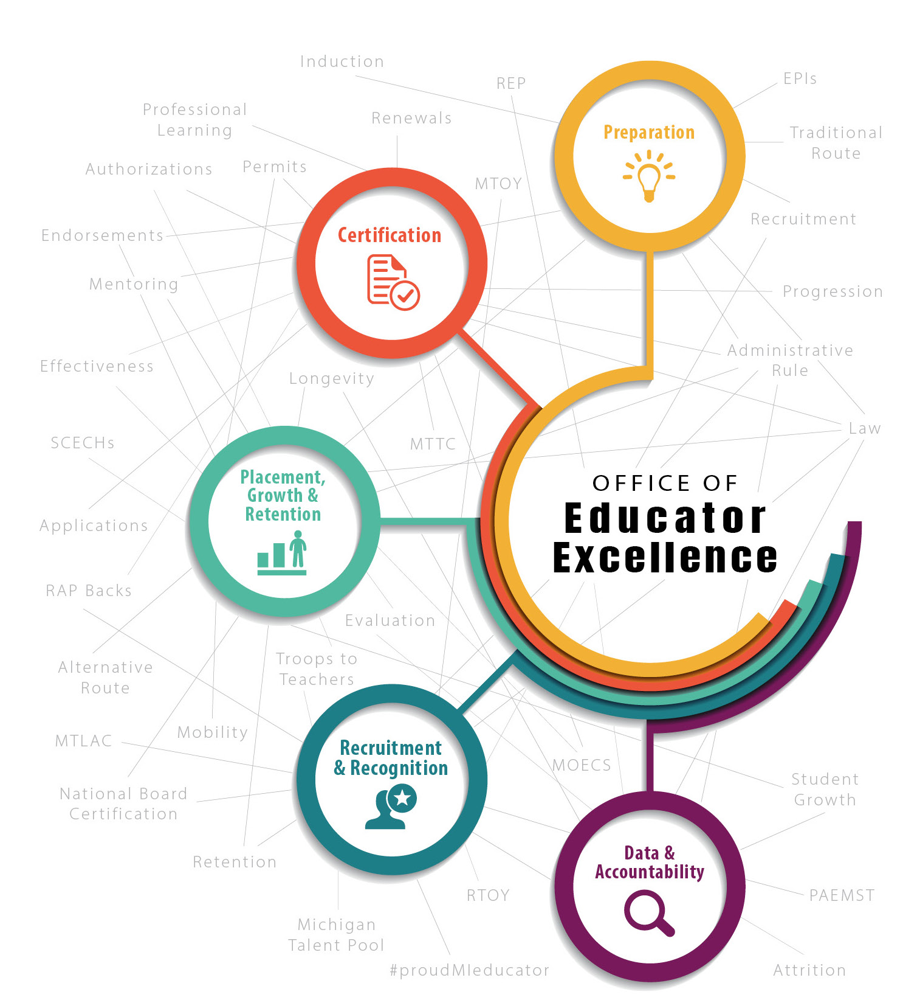 Induction
REP
EPIs
Professional
Learning
Renewals
Traditional
Route
Preparation
Authorizations
Permits
MTOY
Recruitment
Endorsements
Certification
Mentoring
Progression
Effectiveness
Longevity
Administrative
Rule
SCECHs
MTTC
Law
Placement,
Growth &
Retention
OFFICE OF
Educator
Excellence
Applications
RAP Backs
Evaluation
Alternative
Route
Troops to
Teachers
MTLAC
Mobility
Recruitment
& Recognition
MOECS
Student
Growth
National Board
Certification
Retention
Data &
Accountability
RTOY
PAEMST
Michigan
Talent Pool
#proudMIeducator
Attrition